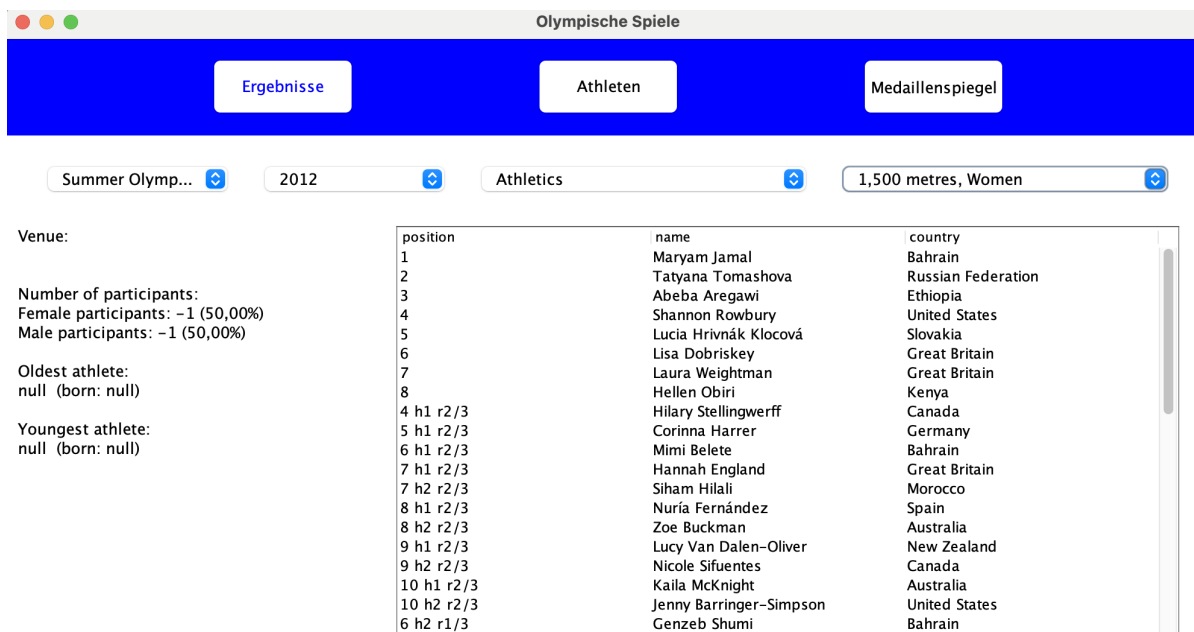 Olympische Spiele
Ergebnisse Athleten Medaillenspiegel
Summer Olymp... 2012 Athletics 1,500 metres, Women
Venue:
Number of participants:
Female participants: -1 (50,00%)
Male participants: -1 (50,00%)
Oldest athlete:
null (born: null)
Youngest athlete:
null (born: null)
position name country
1 Maryam Jamal Bahrain
2 Tatyana Tomashova Russian Federation
3 Abeba Aregawi Ethiopia
4 Shannon Rowbury United States
5 Lucia Hrivnák Klocová Slovakia
6 Lisa Dobriskey Great Britain
7 Laura Weightman Great Britain
8 Hellen Obiri Kenya
4 h1 r2/3 Hilary Stellingwerff Canada
5 h1 r2/3 Corinna Harrer Germany
6 h1 r2/3 Mimi Belete Bahrain
7 h1 r2/3 Hannah England Great Britain
7 h2 r2/3 Siham Hilali Morocco
8 h1 r2/3 Nuría Fernández Spain
8 h2 r2/3 Zoe Buckman Australia
9 h1 r2/3 Lucy Van Dalen-Oliver New Zealand
9 h2 r2/3 Nicole Sifuentes Canada
10 h1 r2/3 Kaila McKnight Australia
10 h2 r2/3 Jenny Barringer-Simpson United States
6 h2 r1/3 Genzeb Shumi Bahrain